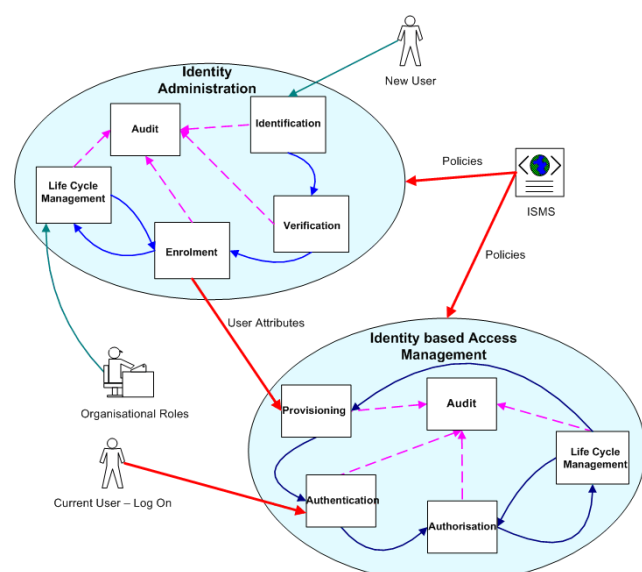 New User
Identity
Administration
Audit
Identification
Policies
ISMS
Life Cycle
Management
Verification
Enrolment
Policies
User Attributes
Identity based Access
Management
Organisational Roles
Provisioning
Audit
Life Cycle
Management
Current User – Log On
Authentication
Authorisation